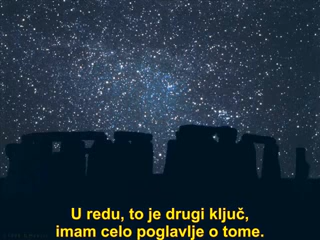 U redu, to je drugi ključ,
imam celo poglavlje o tome.